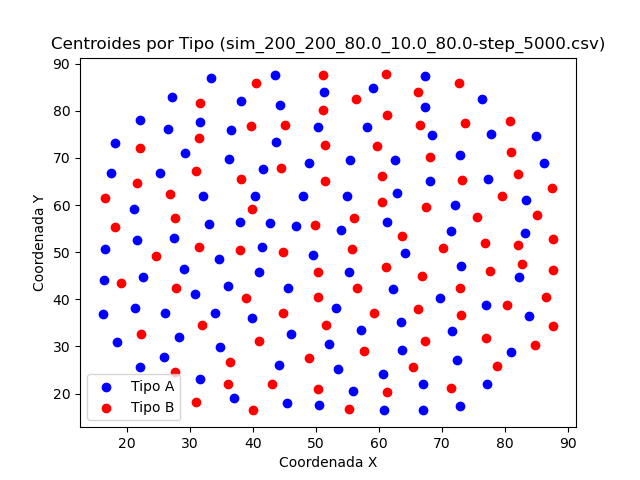 Centroides por Tipo (sim_200_200_80.0_10.0_80.0-step_5000.csv)
90
80
70
60
50
40
30
20
Coordenada Y
Tipo A
Tipo B
20 30 40 50 60 70 80 90
Coordenada X